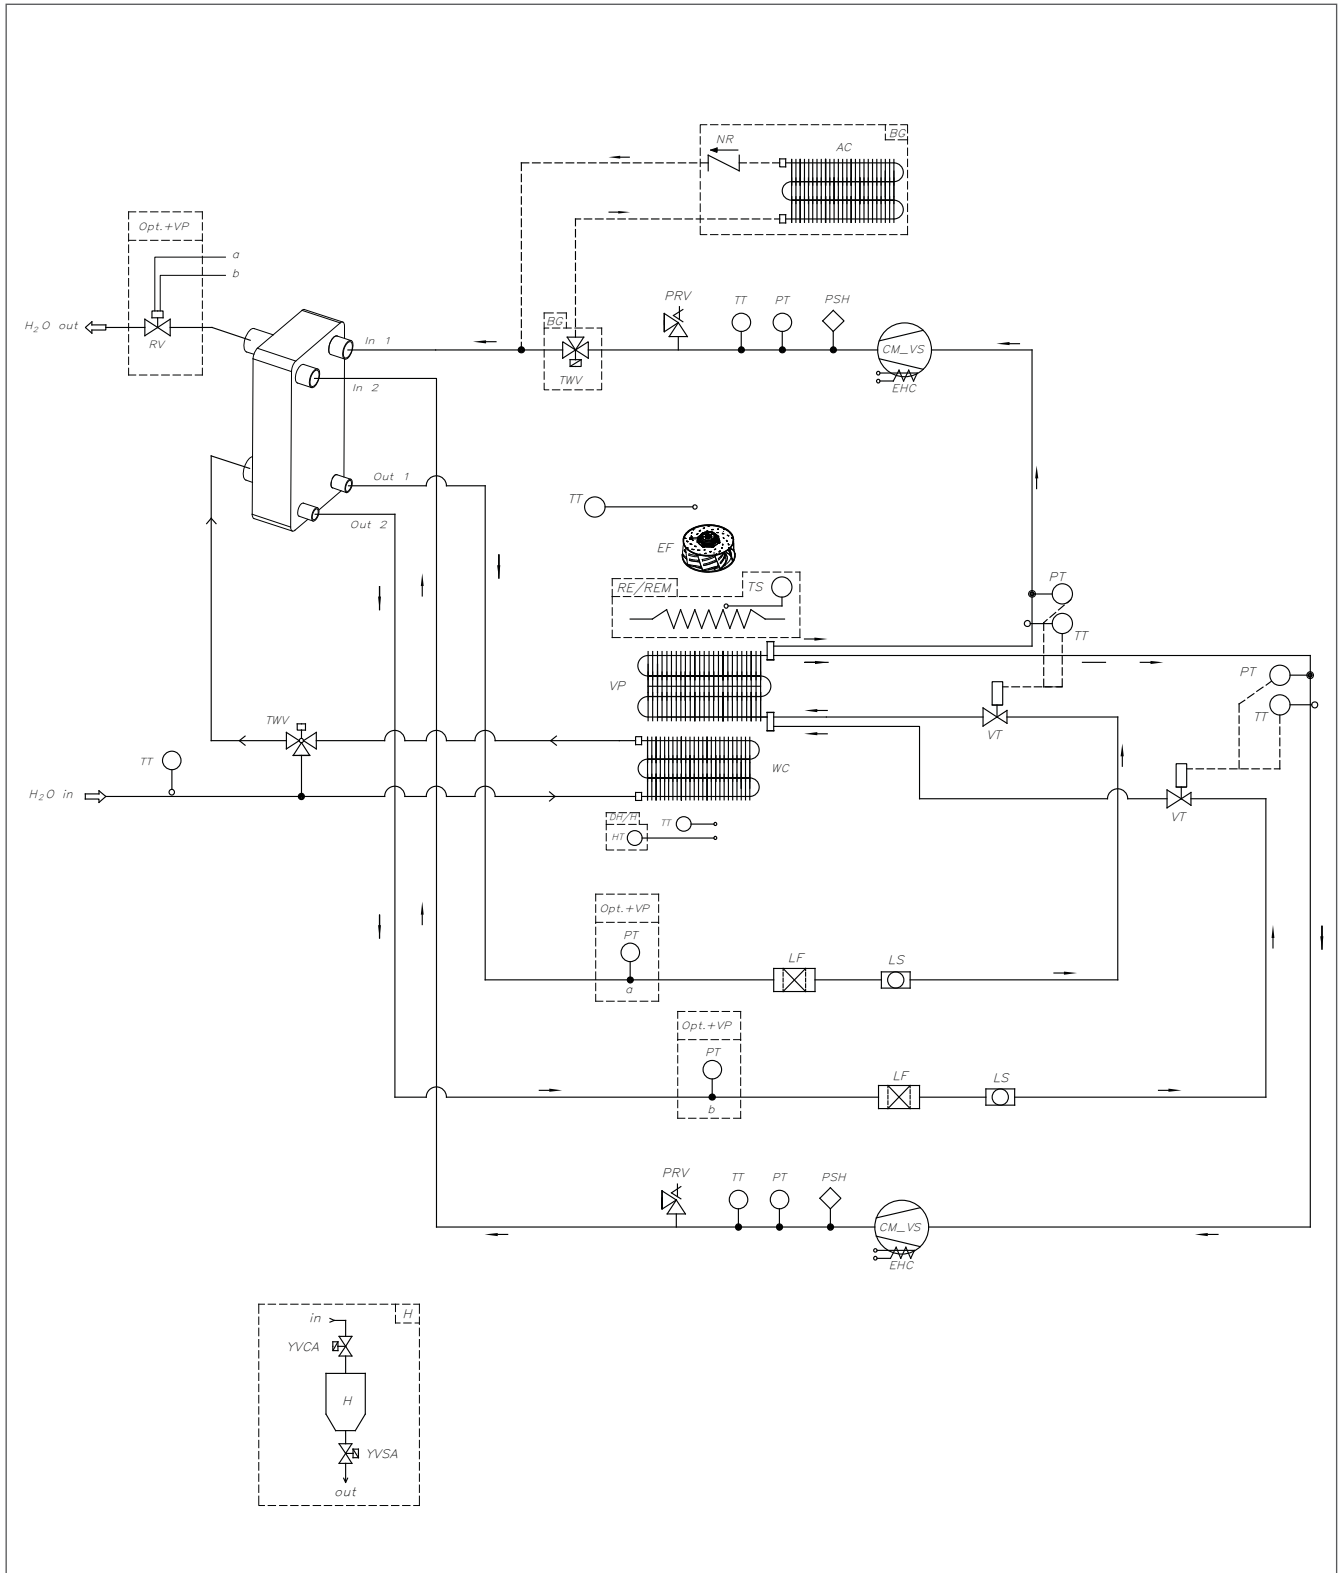 BG
NR
AC
Opt.+VP
a
b
H₂O out
RV
In 1
In 2
BG
TWV
PRV
TT
PT
PSH
CM_VS
EHC
Out 1
Out 2
TT
EF
RE/REM
TS
PT
TT
VP
PT
TT
VT
TWV
TT
WC
H₂O in
VT
DH/H
TT
HT
Opt.+VP
PT
a
LF
LS
Opt.+VP
PT
b
LF
LS
PRV
TT
PT
PSH
CM_VS
EHC
H
in
YVCA
H
YVSA
out